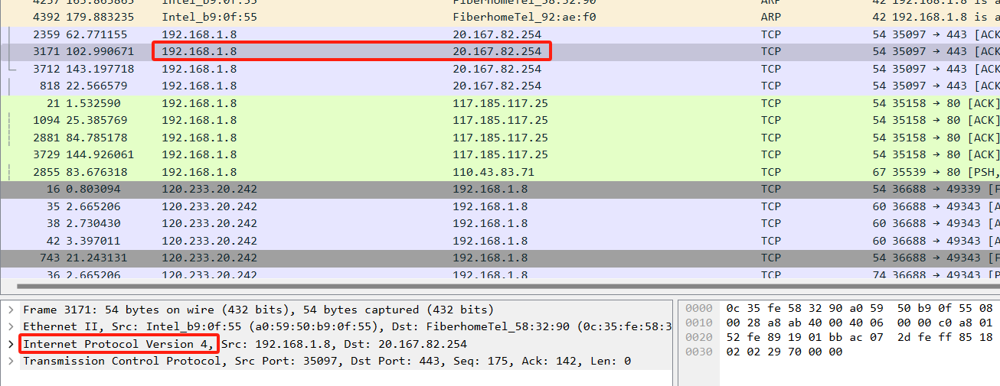 4257 165.865865 Intel_b9:0f:55 FiberhomeTel_58:32:90 ARP 42 192.168.1.8 is a
4392 179.883235 Intel_b9:0f:55 FiberhomeTel_92:ae:f0 ARP 42 192.168.1.8 is a
2359 62.771155 192.168.1.8 20.167.82.254 TCP 54 35097 → 443 [ACK
3171 102.990671 192.168.1.8 20.167.82.254 TCP 54 35097 → 443 [ACK
3712 143.197718 192.168.1.8 20.167.82.254 TCP 54 35097 → 443 [ACK
818 22.566579 192.168.1.8 20.167.82.254 TCP 54 35097 → 443 [ACK
21 1.532590 192.168.1.8 117.185.117.25 TCP 54 35158 → 80 [ACK]
1094 25.385769 192.168.1.8 117.185.117.25 TCP 54 35158 → 80 [ACK]
2881 84.785178 192.168.1.8 117.185.117.25 TCP 54 35158 → 80 [ACK]
3729 144.926061 192.168.1.8 117.185.117.25 TCP 54 35158 → 80 [ACK]
2855 83.676318 192.168.1.8 110.43.83.71 TCP 67 35539 → 80 [PSH,
16 0.803094 120.233.20.242 192.168.1.8 TCP 54 36688 → 49339 [F
35 2.665206 120.233.20.242 192.168.1.8 TCP 60 36688 → 49343 [A
38 2.730430 120.233.20.242 192.168.1.8 TCP 60 36688 → 49343 [A
42 3.397011 120.233.20.242 192.168.1.8 TCP 60 36688 → 49343 [A
743 21.243131 120.233.20.242 192.168.1.8 TCP 54 36688 → 49343 [F
36 2.665206 120.233.20.242 192.168.1.8 TCP 74 36688 → 49343 [P
Frame 3171: 54 bytes on wire (432 bits), 54 bytes captured (432 bits)
Ethernet II, Src: Intel_b9:0f:55 (a0:59:50:b9:0f:55), Dst: FiberhomeTel_58:32:90 (0c:35:fe:58:3
Internet Protocol Version 4, Src: 192.168.1.8, Dst: 20.167.82.254
Transmission Control Protocol, Src Port: 35097, Dst Port: 443, Seq: 175, Ack: 142, Len: 0
0000 0c 35 fe 58 32 90 a0 59 50 b9 0f 55 08
0010 00 28 a8 ab 40 00 40 06 00 00 c0 a8 01
0020 52 fe 89 19 01 bb ac 07 2d fe ff 85 18
0030 02 02 29 70 00 00